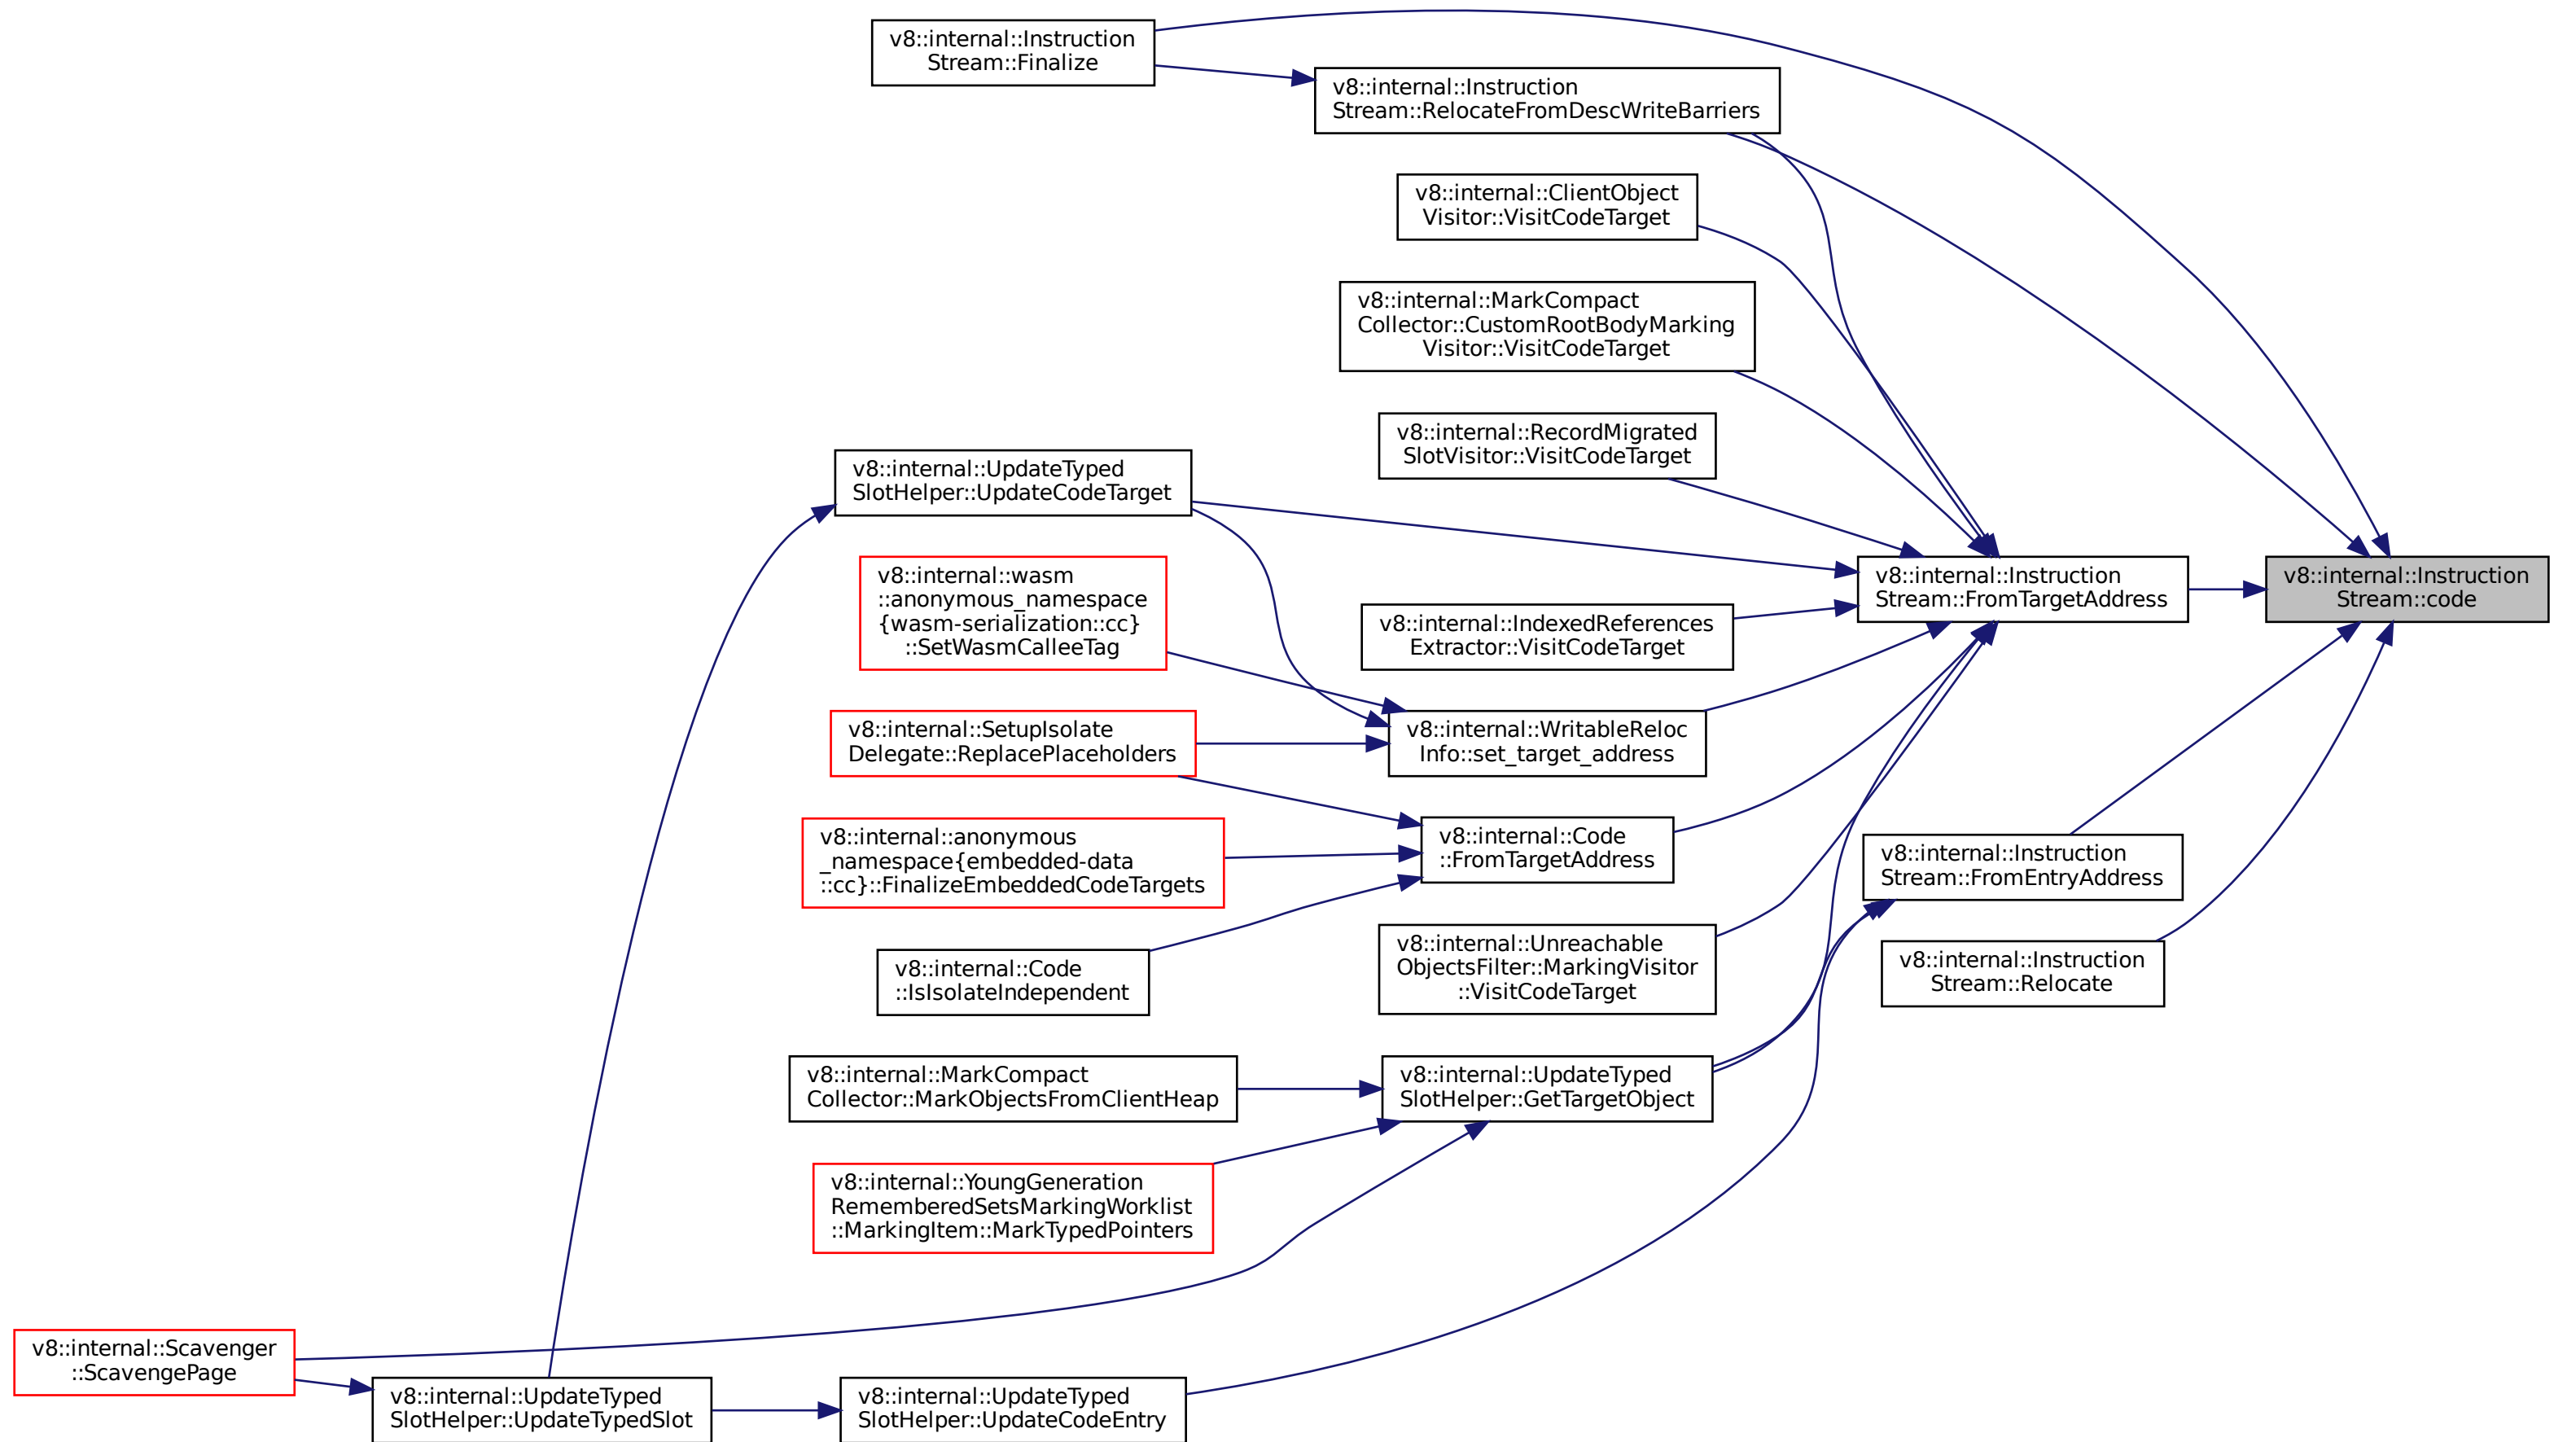 v8::internal::Instruction
Stream::Finalize
v8::internal::Instruction
Stream::RelocateFromDescWriteBarriers
v8::internal::ClientObject
Visitor::VisitCodeTarget
v8::internal::MarkCompact
Collector::CustomRootBodyMarking
Visitor::VisitCodeTarget
v8::internal::RecordMigrated
SlotVisitor::VisitCodeTarget
v8::internal::UpdateTyped
SlotHelper::UpdateCodeTarget
v8::internal::wasm
::anonymous_namespace
{wasm-serialization::cc}
::SetWasmCalleeTag
v8::internal::Instruction
Stream::FromTargetAddress
v8::internal::Instruction
Stream::code
v8::internal::IndexedReferences
Extractor::VisitCodeTarget
v8::internal::SetupIsolate
Delegate::ReplacePlaceholders
v8::internal::WritableReloc
Info::set_target_address
v8::internal::anonymous
_namespace{embedded-data
::cc}::FinalizeEmbeddedCodeTargets
v8::internal::Code
::FromTargetAddress
v8::internal::Instruction
Stream::FromEntryAddress
v8::internal::Code
::IsIsolateIndependent
v8::internal::Unreachable
ObjectsFilter::MarkingVisitor
::VisitCodeTarget
v8::internal::Instruction
Stream::Relocate
v8::internal::MarkCompact
Collector::MarkObjectsFromClientHeap
v8::internal::UpdateTyped
SlotHelper::GetTargetObject
v8::internal::YoungGeneration
RememberedSetsMarkingWorklist
::MarkingItem::MarkTypedPointers
v8::internal::Scavenger
::ScavengePage
v8::internal::UpdateTyped
SlotHelper::UpdateTypedSlot
v8::internal::UpdateTyped
SlotHelper::UpdateCodeEntry